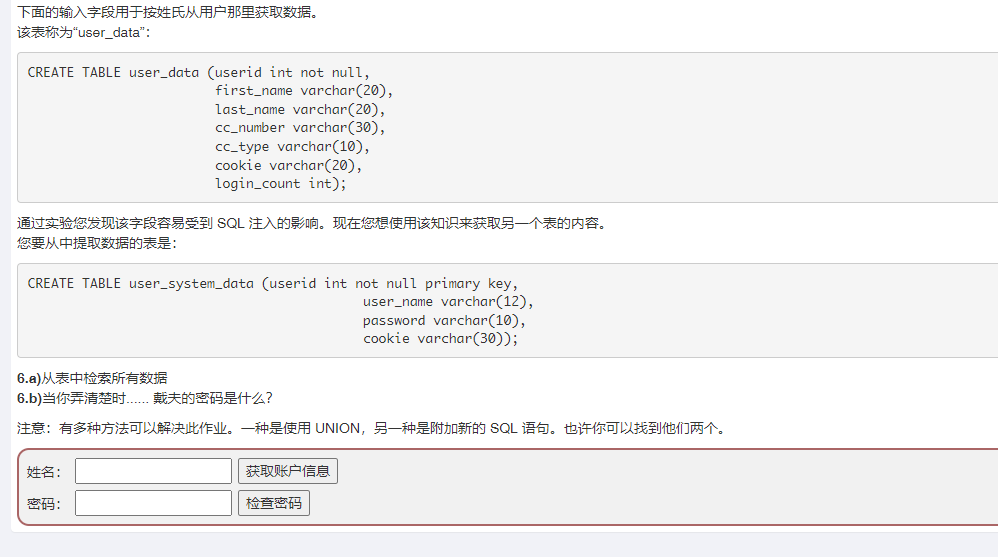 下面的输入字段用于按姓氏从用户那里获取数据。
该表称为“user_data”：
CREATE TABLE user_data (userid int not null,
first_name varchar(20),
last_name varchar(20),
cc_number varchar(30),
cc_type varchar(10),
cookie varchar(20),
login_count int);
通过实验您发现该字段容易受到 SQL 注入的影响。现在您想使用该知识来获取另一个表的内容。
您要从中提取数据的表是：
CREATE TABLE user_system_data (userid int not null primary key,
user_name varchar(12),
password varchar(10),
cookie varchar(30));
6.a)从表中检索所有数据
6.b)当你弄清楚时...... 戴夫的密码是什么？
注意：有多种方法可以解决此作业。一种是使用 UNION，另一种是附加新的 SQL 语句。也许你可以找到他们两个。
姓名： 获取账户信息
密码： 检查密码